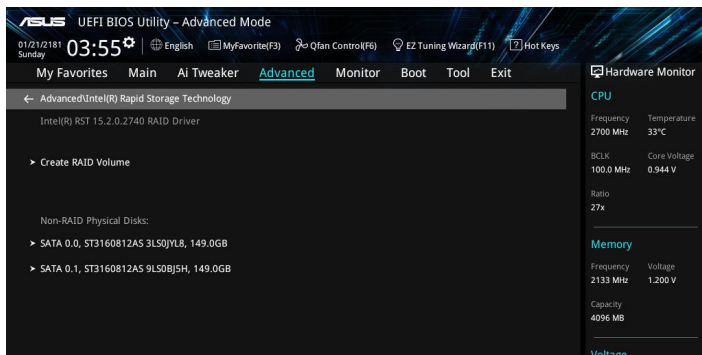 ASUS UEFI BIOS Utility – Advanced Mode
01/21/2181 Sunday 03:55 English MyFavorite(F3) Qfan Control(F6) EZ Tuning Wizard(F11) ? Hot Keys
My Favorites Main Ai Tweaker Advanced Monitor Boot Tool Exit
Hardware Monitor
← Advanced\Intel(R) Rapid Storage Technology
Intel(R) RST 15.2.0.2740 RAID Driver
> Create RAID Volume
Non-RAID Physical Disks:
> SATA 0.0, ST3160812AS 3LS0JYL8, 149.0GB
> SATA 0.1, ST3160812AS 9LS0BJ5H, 149.0GB
CPU
Frequency Temperature
2700 MHz 33°C
BCLK Core Voltage
100.0 MHz 0.944 V
Ratio
27x
Memory
Frequency Voltage
2133 MHz 1.200 V
Capacity
4096 MB
Voltage